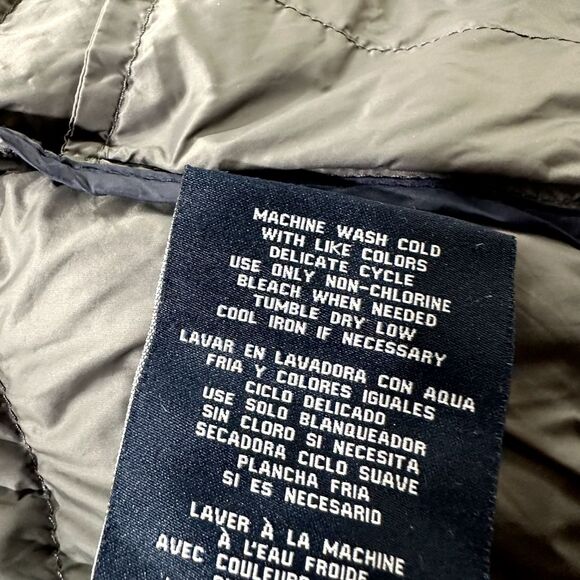 MACHINE WASH COLD
WITH LIKE COLORS
DELICATE CYCLE
USE ONLY NON-CHLORINE
BLEACH WHEN NEEDED
TUMBLE DRY LOW
COOL IRON IF NECESSARY
LAVAR EN LAVADORA CON AQUA
FRIA Y COLORES IGUALES
CICLO DELICADO
USE SOLO BLANQUEADOR
SIN CLORO SI NECESITA
SECADORA CICLO SUAVE
PLANCHA FRIA
SI ES NECESARIO
LAVER À LA MACHINE
À L'EAU FROIDE
AVEC COULEURS